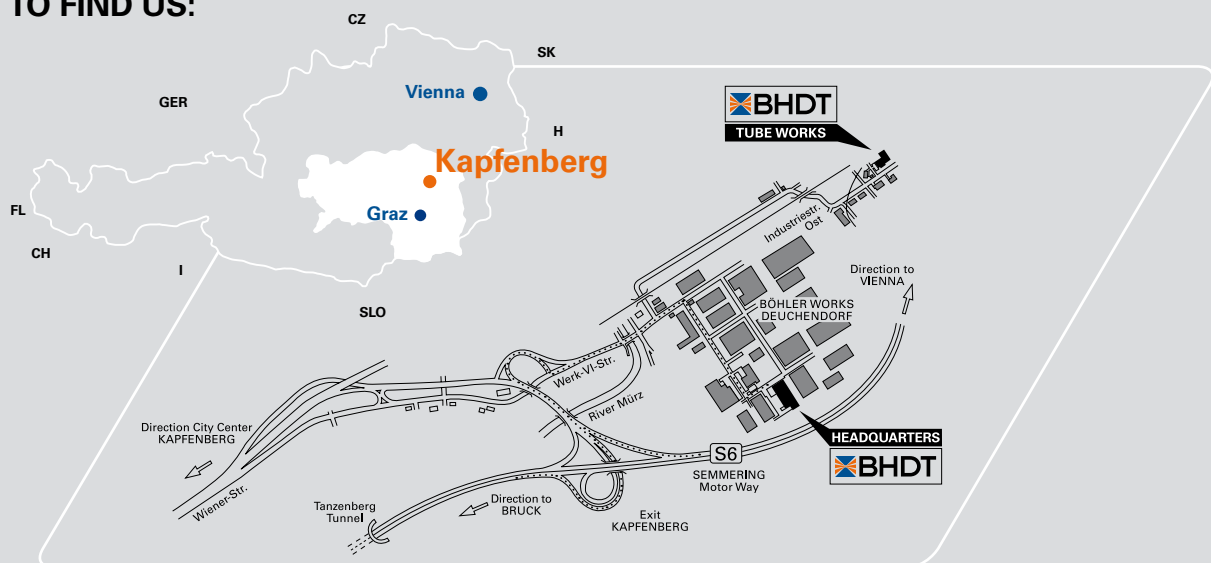 TO FIND US:
CZ
SK
GER
Vienna
H
Kapfenberg
Graz
FL
CH
I
SLO
BHDT
TUBE WORKS
Industriestr.
Ost
Direction to
VIENNA
BÖHLER WORKS
DEUCHENDORF
Werk-VI-Str.
River Mürz
Direction City Center
KAPFENBERG
Wiener-Str.
HEADQUARTERS
BHDT
S6
SEMMERING
Motor Way
Tanzenberg
Tunnel
Direction to
BRUCK
Exit
KAPFENBERG